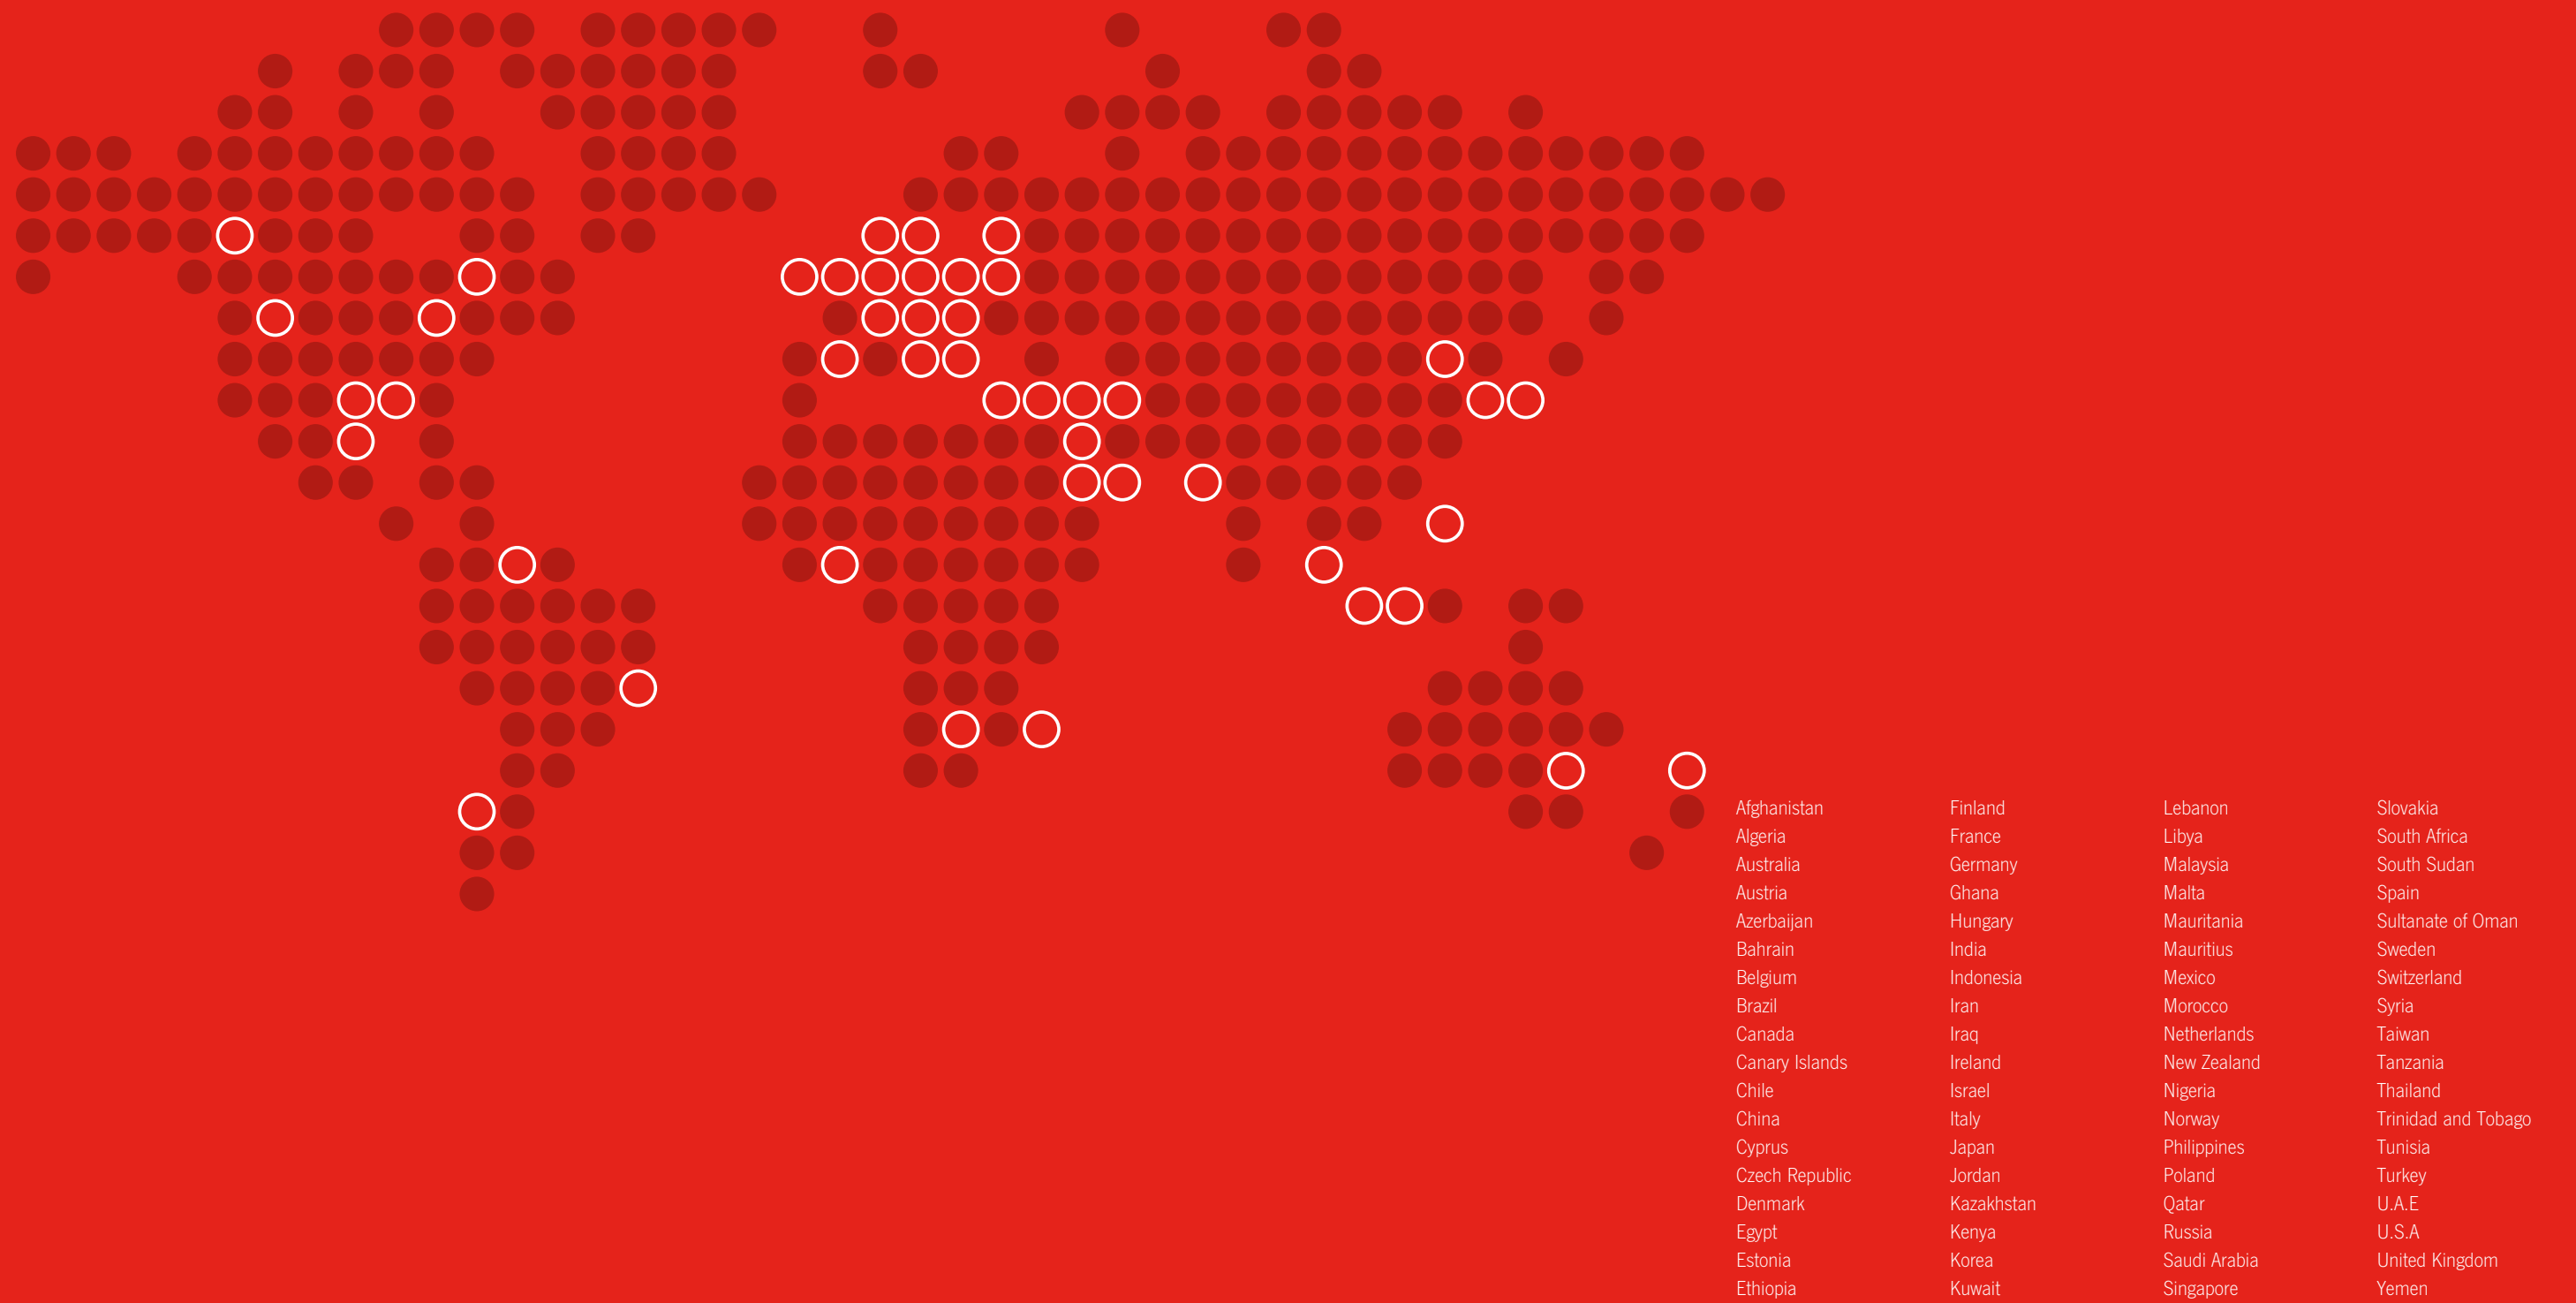 Afghanistan
Algeria
Australia
Austria
Azerbaijan
Bahrain
Belgium
Brazil
Canada
Canary Islands
Chile
China
Cyprus
Czech Republic
Denmark
Egypt
Estonia
Ethiopia
Finland
France
Germany
Ghana
Hungary
India
Indonesia
Iran
Iraq
Ireland
Israel
Italy
Japan
Jordan
Kazakhstan
Kenya
Korea
Kuwait
Lebanon
Libya
Malaysia
Malta
Mauritania
Mauritius
Mexico
Morocco
Netherlands
New Zealand
Nigeria
Norway
Philippines
Poland
Qatar
Russia
Saudi Arabia
Singapore
Slovakia
South Africa
South Sudan
Spain
Sultanate of Oman
Sweden
Switzerland
Syria
Taiwan
Tanzania
Thailand
Trinidad and Tobago
Tunisia
Turkey
U.A.E
U.S.A
United Kingdom
Yemen